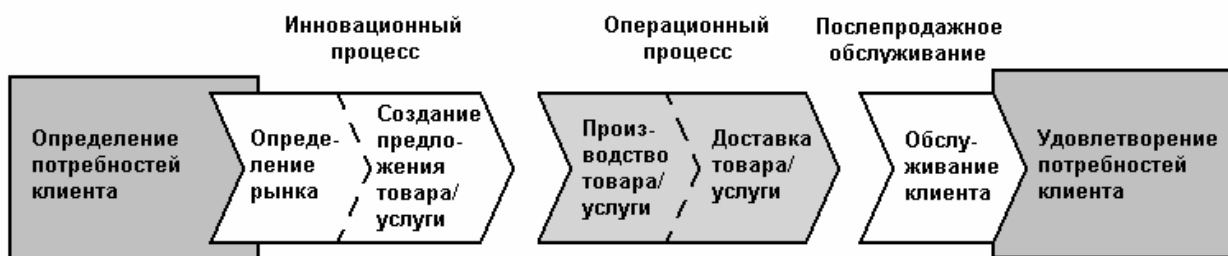 Инновационный
процесс
Операционный
процесс
Послепродажное
обслуживание
Определение
потребностей
клиента
Опреде-
ление
рынка
Создание
предло-
жения
товара/
услуги
Произ-
водство
товара/
услуги
Доставка
товара/
услуги
Обслу-
живание
клиента
Удовлетворение
потребностей
клиента